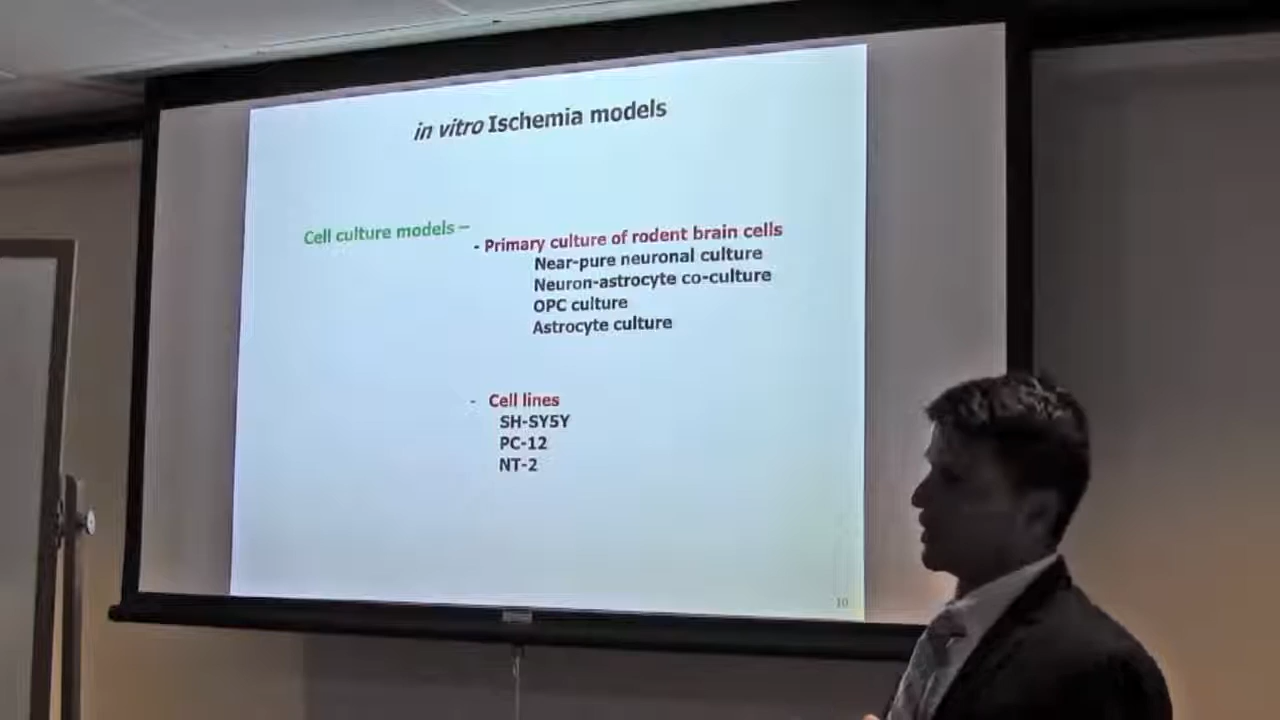 in vitro Ischemia models
Cell culture models –
- Primary culture of rodent brain cells
Near-pure neuronal culture
Neuron-astrocyte co-culture
OPC culture
Astrocyte culture
- Cell lines
SH-SY5Y
PC-12
NT-2
10